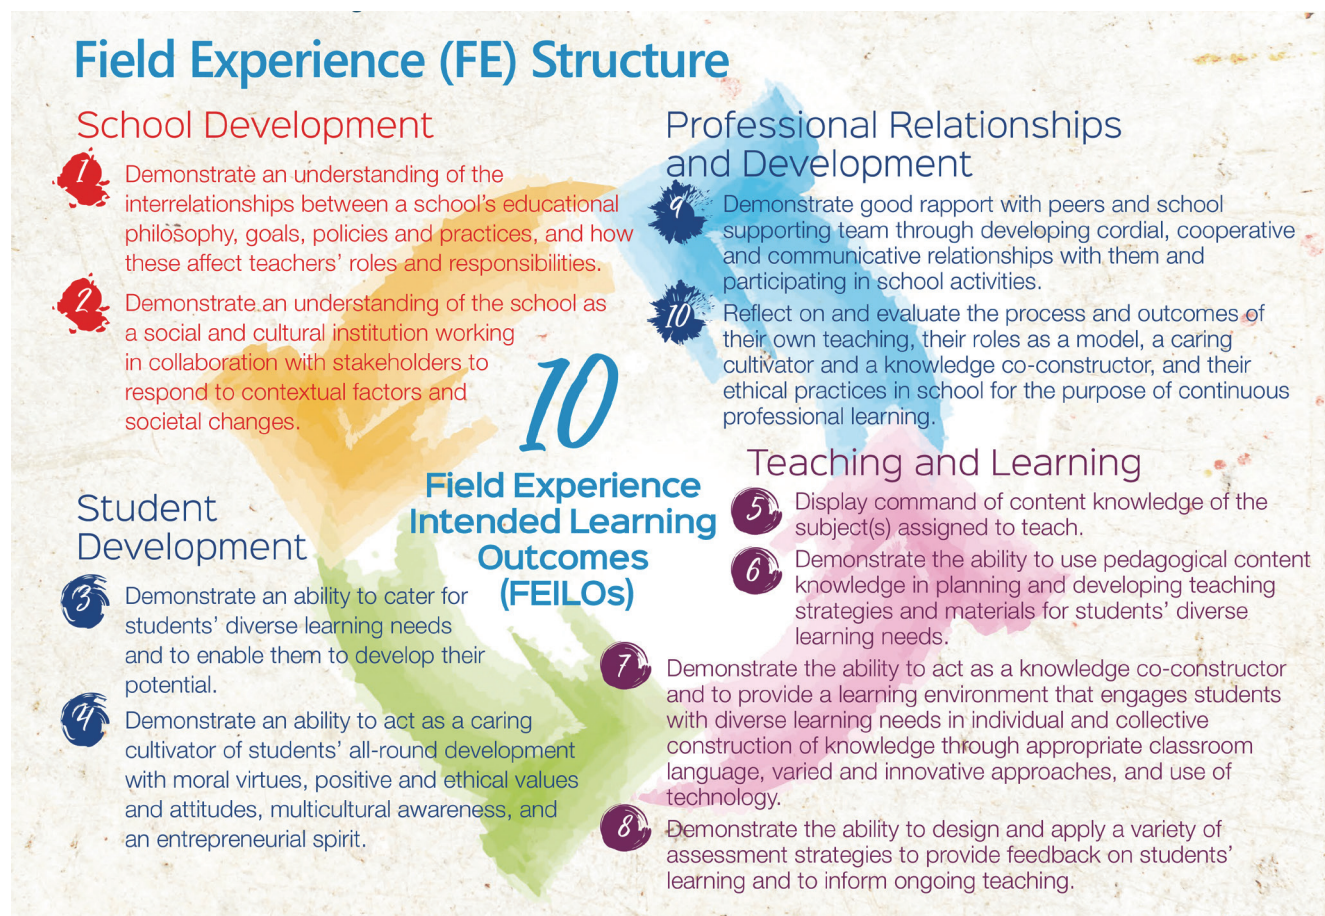 Field Experience (FE) Structure
School Development
1
Demonstrate an understanding of the
interrelationships between a school's educational
philosophy, goals, policies and practices, and how
these affect teachers' roles and responsibilities.
2
Demonstrate an understanding of the school as
a social and cultural institution working
in collaboration with stakeholders to
respond to contextual factors and
societal changes.
Student
Development
3
Demonstrate an ability to cater for
students' diverse learning needs
and to enable them to develop their
potential.
4
Demonstrate an ability to act as a caring
cultivator of students' all-round development
with moral virtues, positive and ethical values
and attitudes, multicultural awareness, and
an entrepreneurial spirit.
10
Field Experience
Intended Learning
Outcomes
(FEILOs)
Professional Relationships
and Development
9
Demonstrate good rapport with peers and school
supporting team through developing cordial, cooperative
and communicative relationships with them and
participating in school activities.
10
Reflect on and evaluate the process and outcomes of
their own teaching, their roles as a model, a caring
cultivator and a knowledge co-constructor, and their
ethical practices in school for the purpose of continuous
professional learning.
Teaching and Learning
5
Display command of content knowledge of the
subject(s) assigned to teach.
6
Demonstrate the ability to use pedagogical content
knowledge in planning and developing teaching
strategies and materials for students' diverse
learning needs.
7
Demonstrate the ability to act as a knowledge co-constructor
and to provide a learning environment that engages students
with diverse learning needs in individual and collective
construction of knowledge through appropriate classroom
language, varied and innovative approaches, and use of
technology.
8
Demonstrate the ability to design and apply a variety of
assessment strategies to provide feedback on students'
learning and to inform ongoing teaching.